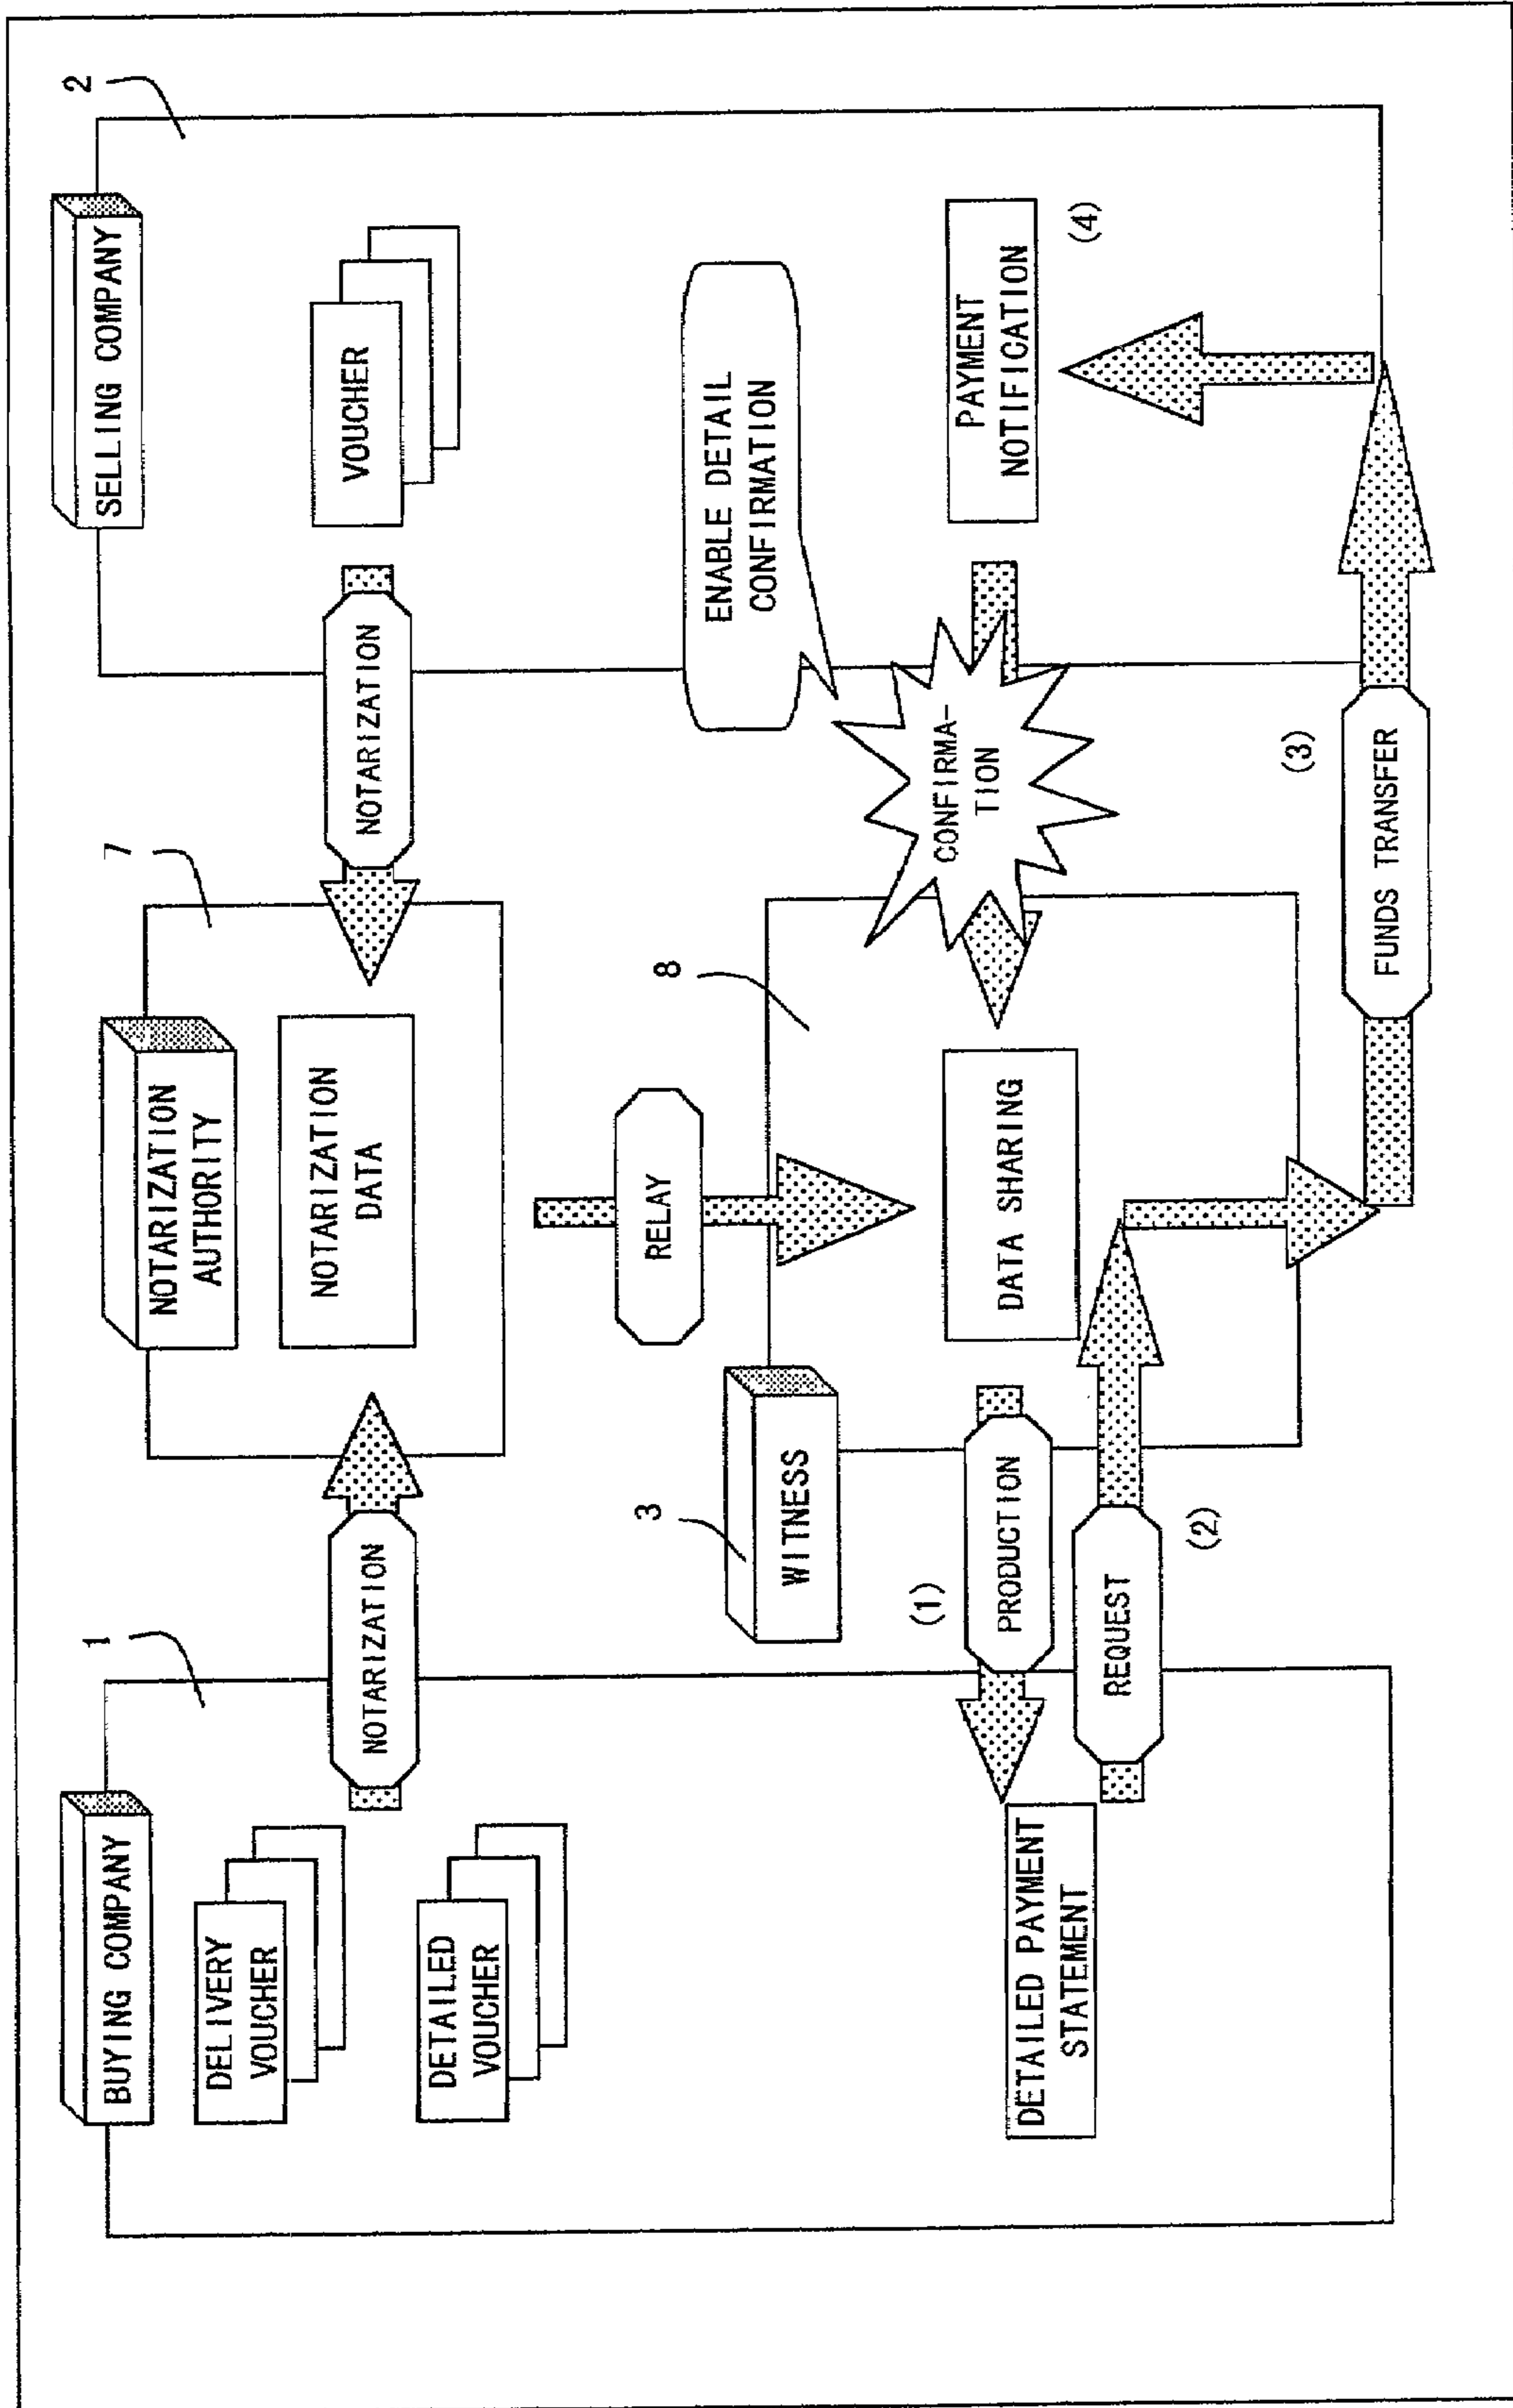 BUYING COMPANY
1
DELIVERY
VOUCHER
DETAILED
VOUCHER
NOTARIZATION
NOTARIZATION
AUTHORITY
7
NOTARIZATION
DATA
NOTARIZATION
SELLING COMPANY
2
VOUCHER
RELAY
3
WITNESS
8
DATA SHARING
ENABLE DETAIL
CONFIRMATION
CONFIRMA-
TION
PAYMENT
NOTIFICATION
(4)
(1)
PRODUCTION
DETAILED PAYMENT
STATEMENT
REQUEST
(2)
(3)
FUNDS TRANSFER